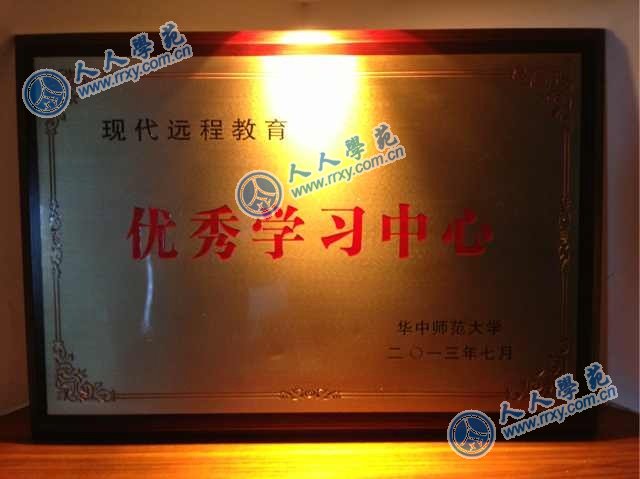 人人學苑
www.rrxy.com.cn
现代远程教育
人人學苑
www.rrxy.com.cn
优秀学习中心
华中师范大学
二〇一三年七月
人人學苑
www.rxy.com.cn